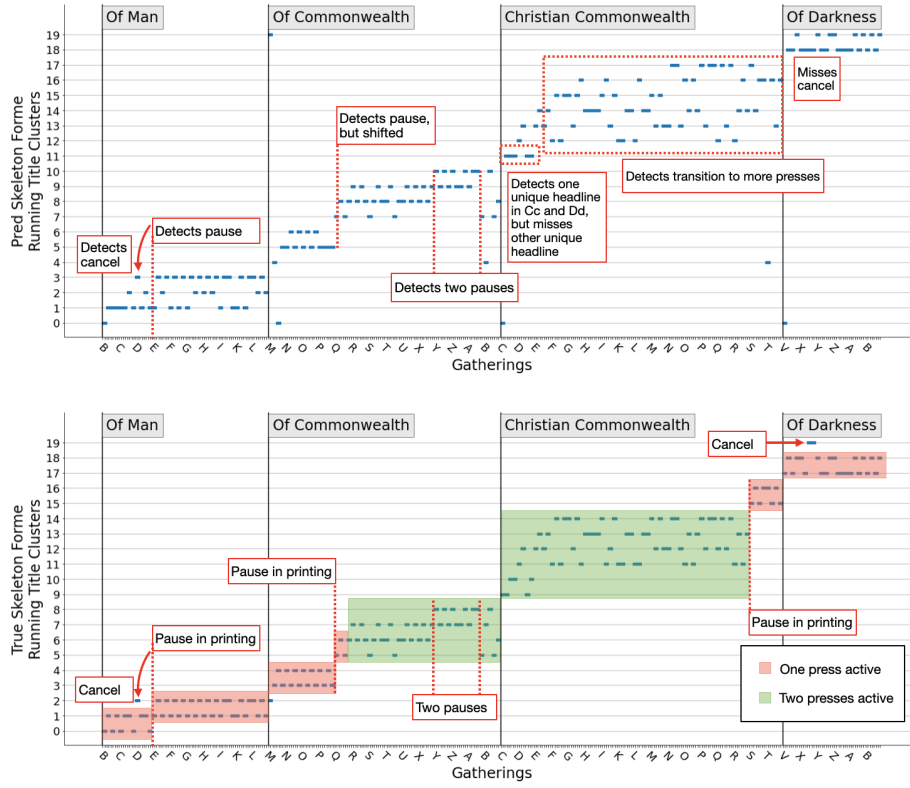 Of Man
Of Commonwealth
Christian Commonwealth
Of Darkness
Pred Skeleton Forme
Running Title Clusters
19
18
17
16
15
14
13
12
11
10
9
8
7
6
5
4
3
2
1
0
Detects
cancel
Detects pause
Detects pause,
but shifted
Detects two pauses
Detects one
unique headline
in Cc and Dd,
but misses
other unique
headline
Detects transition to more presses
Misses
cancel
B C D E F G H I K L M N O P Q R S T U X Y Z A B C D E F G H I K L M N O P Q R S T V X Y Z A B
Gatherings
Of Man
Of Commonwealth
Christian Commonwealth
Of Darkness
True Skeleton Forme
Running Title Clusters
19
18
17
16
15
14
13
12
11
10
9
8
7
6
5
4
3
2
1
0
Cancel
Pause in printing
Pause in printing
Two pauses
Cancel
Pause in printing
One press active
Two presses active
B C D E F G H I K L M N O P Q R S T U X Y Z A B C D E F G H I K L M N O P Q R S T V X Y Z A B
Gatherings